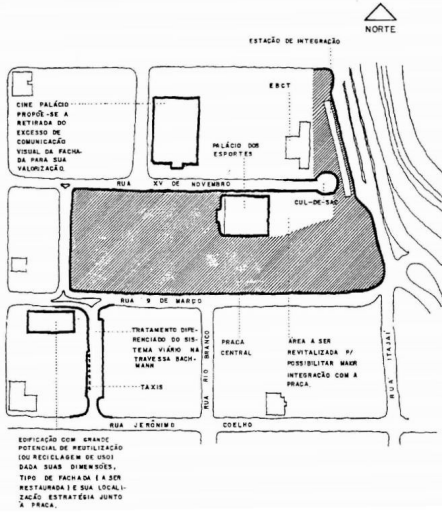 NORTE
ESTAÇÃO DE INTEGRAÇÃO
CINE PALÁCIO
PROPÕE-SE A
RETIRADA DO
EXCESSO DE
COMUNICAÇÃO
VISUAL DA FACHA-
DA PARA SUA
VALORIZAÇÃO.
EBCT
PALÁCIO DOS
ESPORTES
RUA XV DE NOVEMBRO
CUL-DE-SAC
RUA 9 DE MARÇO
TRATAMENTO DIFE-
RENCIADO DO SIS-
TEMA VIÁRIO NA
TRAVESSA BACH-
MANN
TAXIS
RUA RIO BRANCO
PRAÇA
CENTRAL
ÁREA A SER
REVITALIZADA P/
POSSIBILITAR MAIOR
INTEGRAÇÃO COM A
PRAÇA.
RUA ITAJAÍ
RUA JERÔNIMO COELHO
EDIFICAÇÃO COM GRANDE
POTENCIAL DE REUTILIZAÇÃO
(OU RECICLAGEM DE USO)
DADA SUAS DIMENSÕES,
TIPO DE FACHADA (A SER
RESTAURADA) E SUA LOCALI-
ZAÇÃO ESTRATÉGIA JUNTO
À PRAÇA.